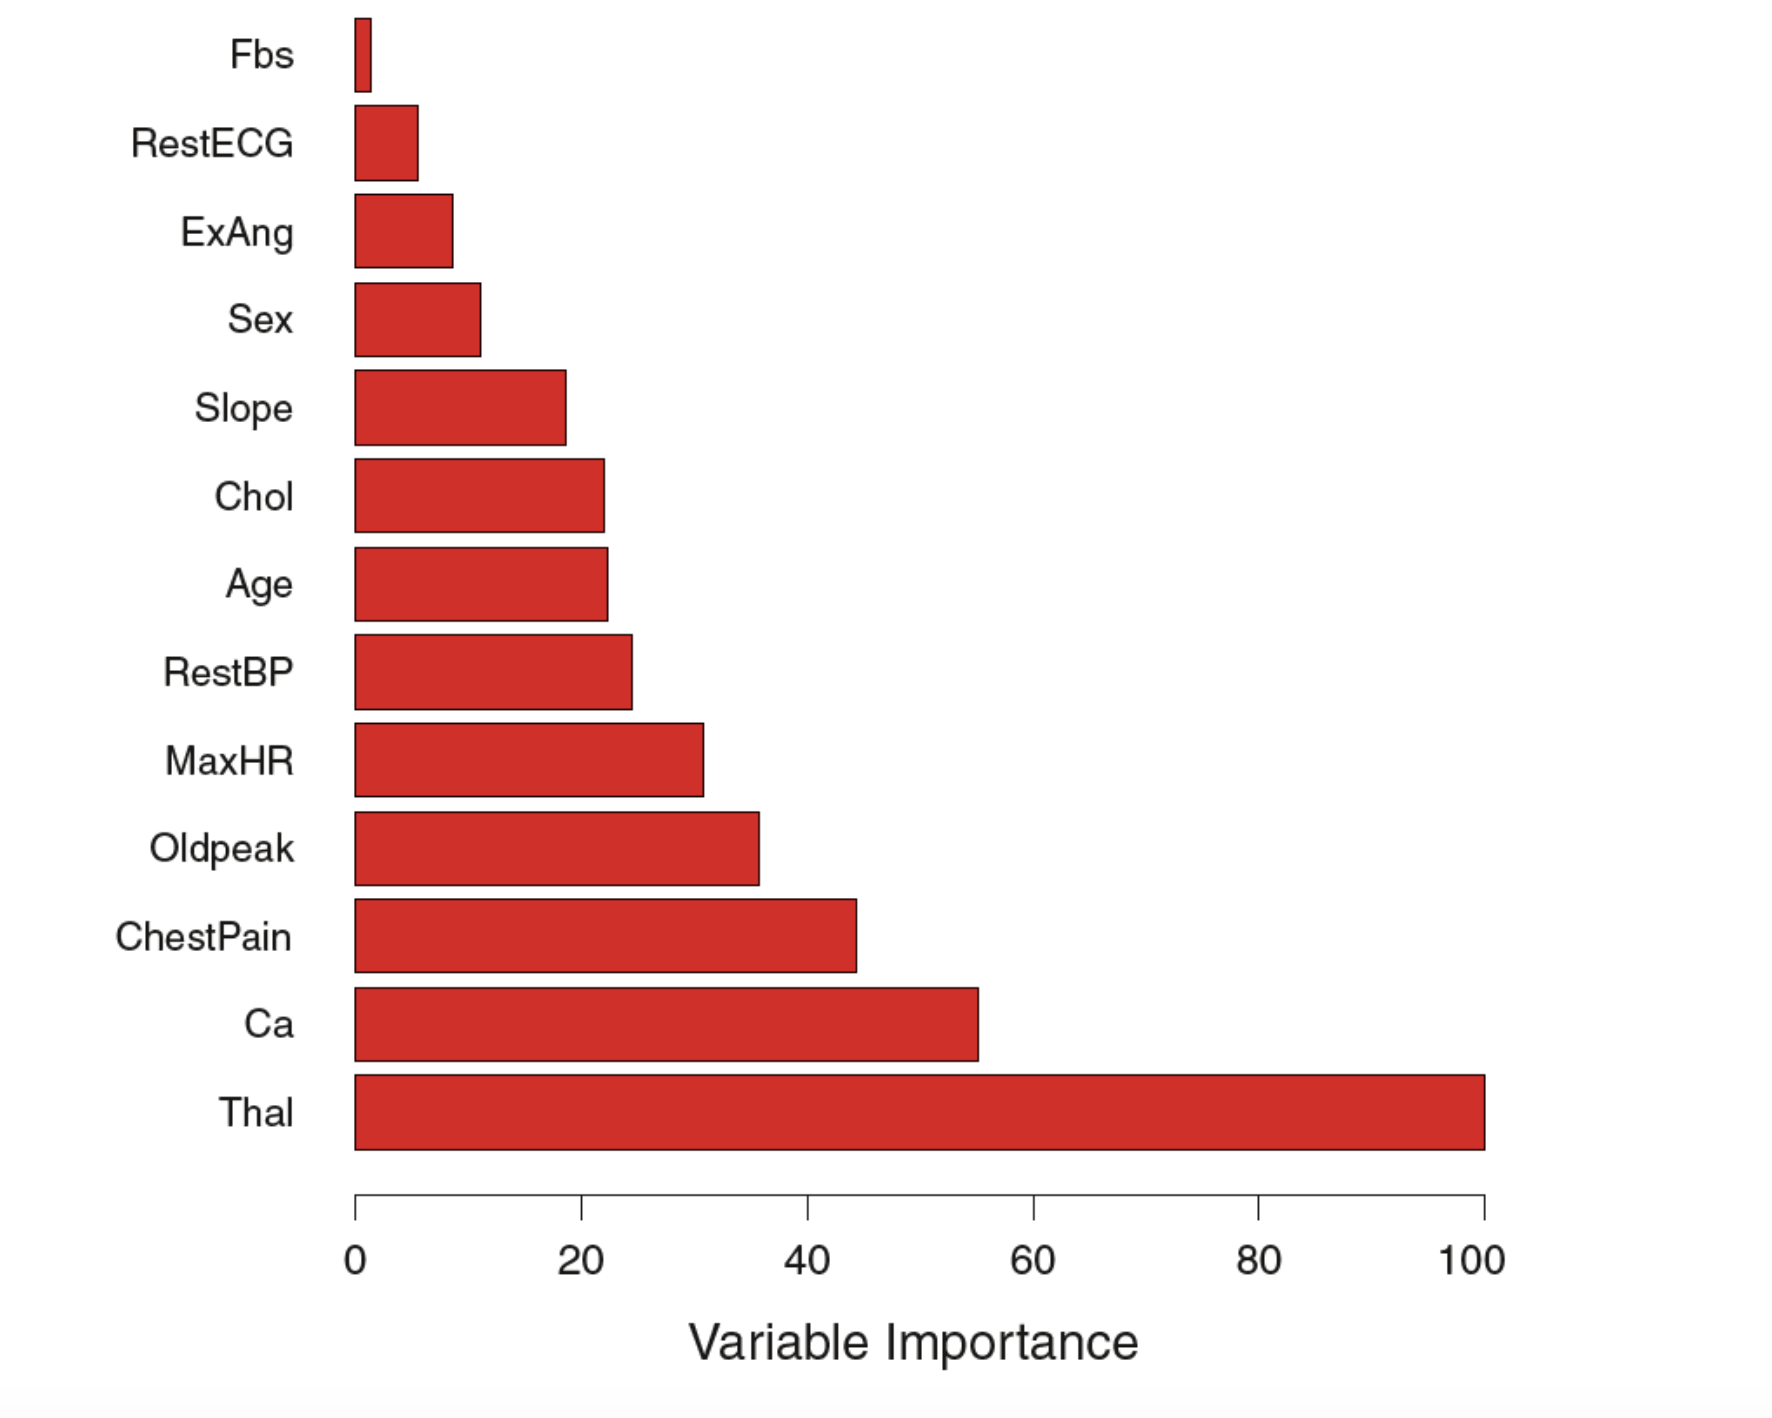 Fbs
RestECG
ExAng
Sex
Slope
Chol
Age
RestBP
MaxHR
Oldpeak
ChestPain
Ca
Thal
0 20 40 60 80 100
Variable Importance